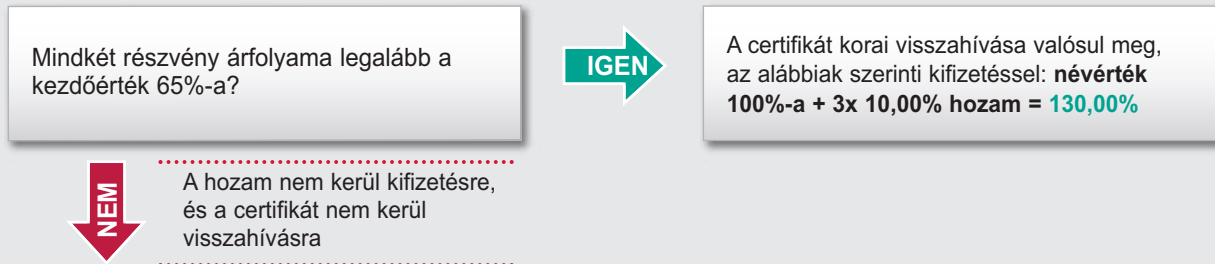 Mindkét részvény árfolyama legalább a
kezdőérték 65%-a?
IGEN
A certifikát korai visszahívása valósul meg,
az alábbiak szerinti kifizetéssel: névérték
100%-a + 3x 10,00% hozam = 130,00%
NEM
A hozam nem kerül kifizetésre,
és a certifikát nem kerül
visszahívásra